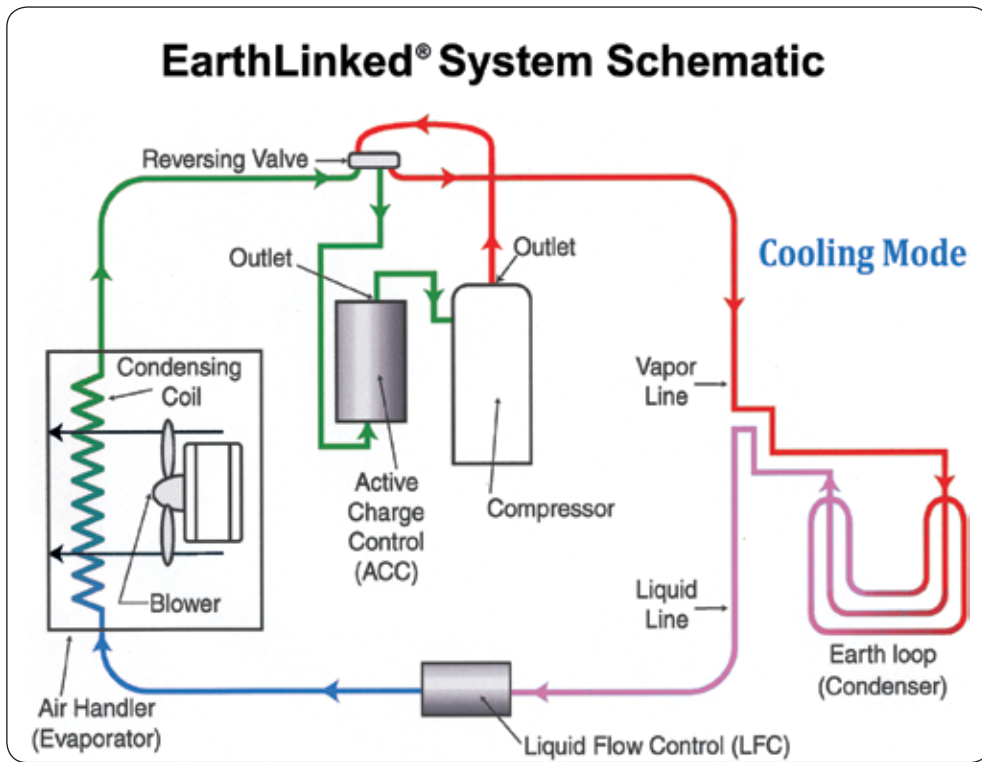 EarthLinked® System Schematic
Reversing Valve
Outlet
Outlet
Cooling Mode
Condensing
Coil
Vapor
Line
Active
Charge
Control
(ACC)
Compressor
Blower
Liquid
Line
Earth loop
(Condenser)
Air Handler
(Evaporator)
Liquid Flow Control (LFC)